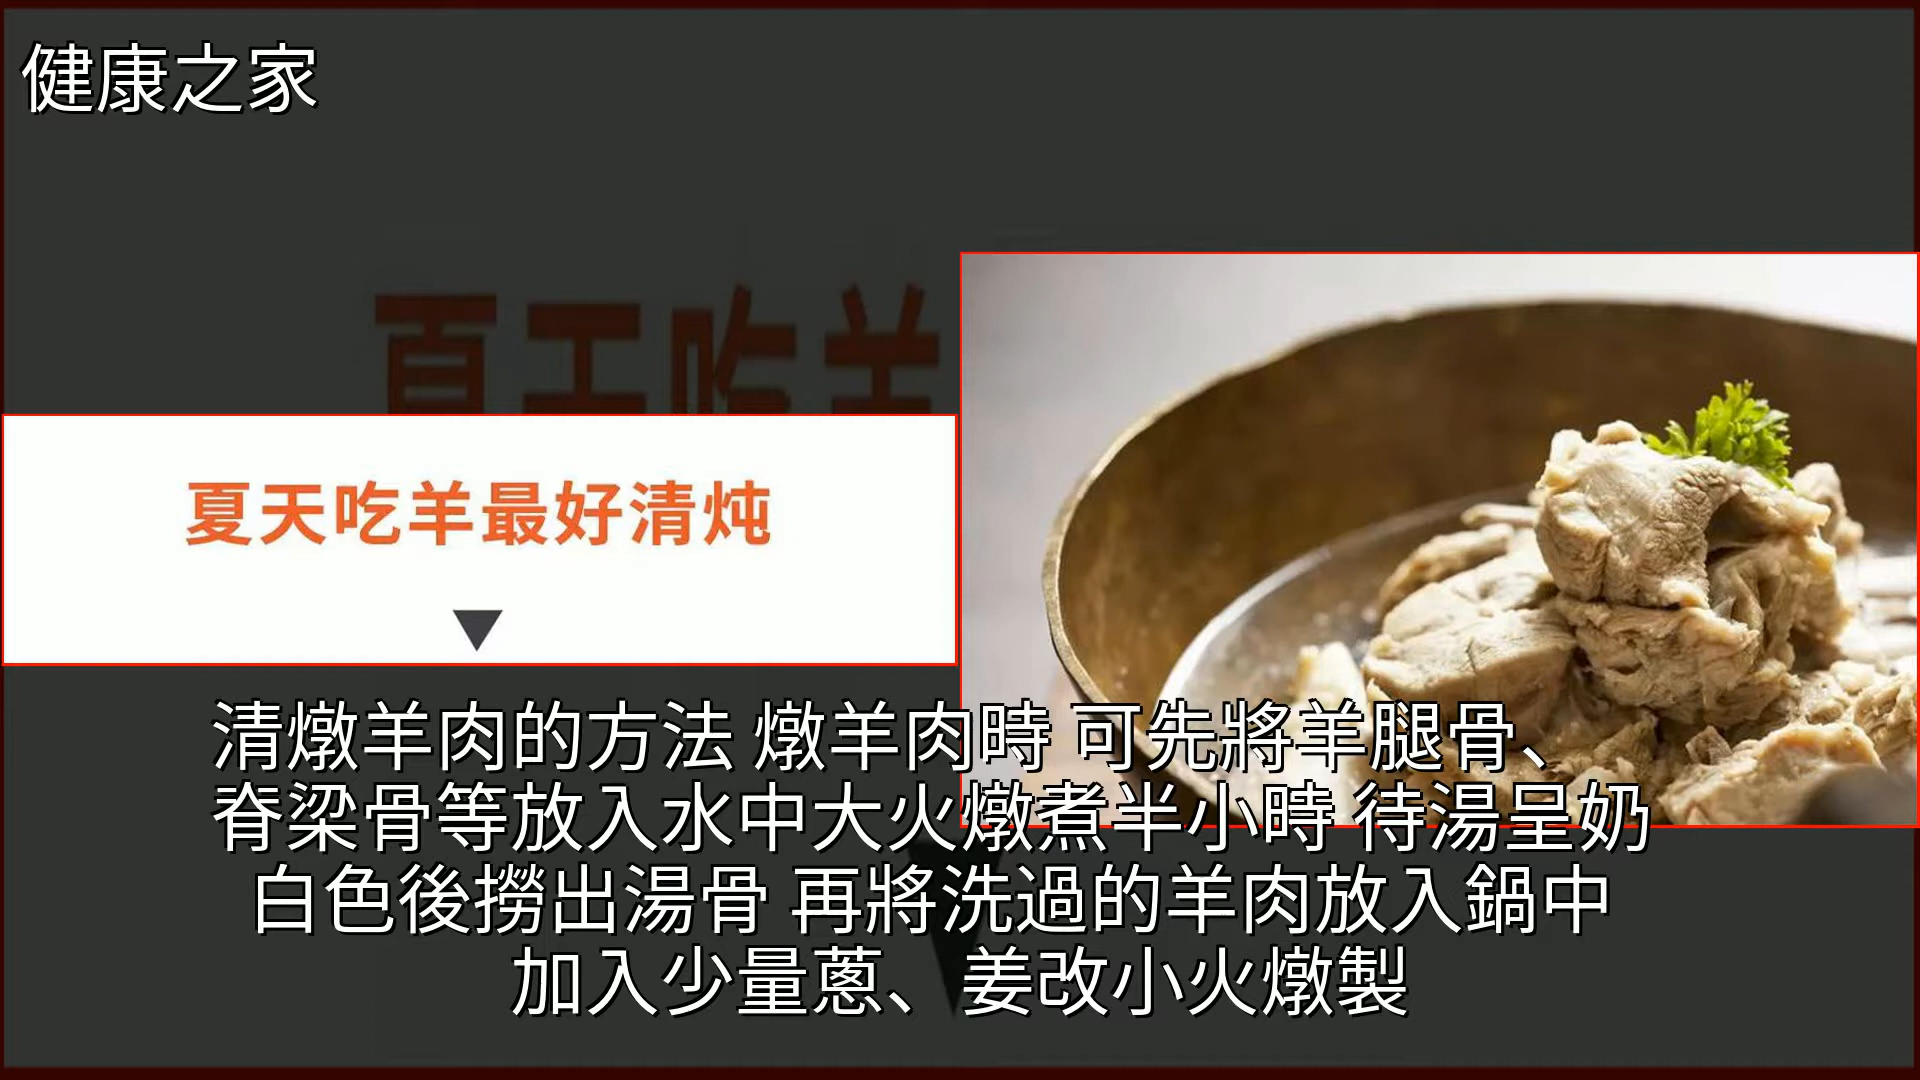 健康之家
夏天吃羊
夏天吃羊最好清炖
清燉羊肉的方法 燉羊肉時 可先將羊腿骨、
脊梁骨等放入水中大火燉煮半小時 待湯呈奶
白色後撈出湯骨 再將洗過的羊肉放入鍋中
加入少量蔥、姜改小火燉製